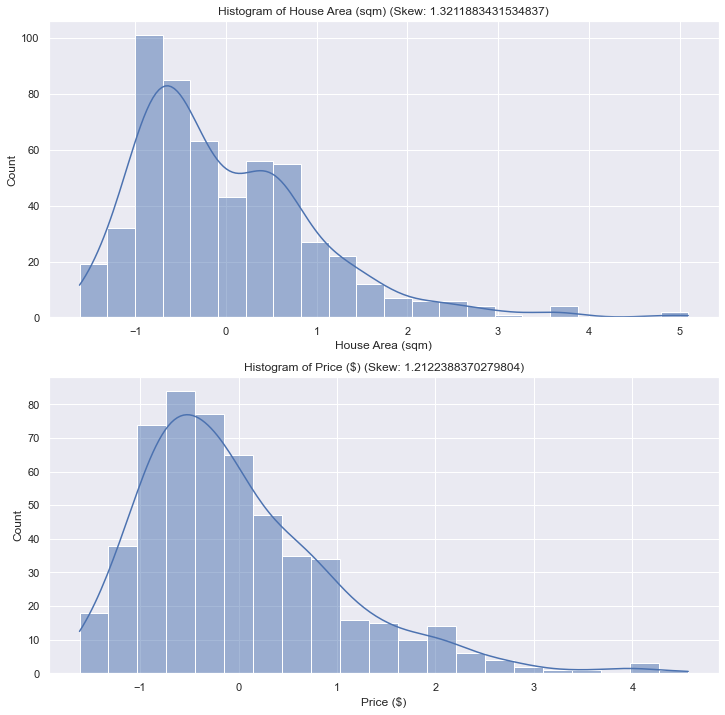 Histogram of House Area (sqm) (Skew: 1.3211883431534837)
100
80
60
40
20
0
Count
−1 0 1 2 3 4 5
House Area (sqm)
Histogram of Price ($) (Skew: 1.2122388370279804)
80
70
60
50
40
30
20
10
0
Count
−1 0 1 2 3 4
Price ($)